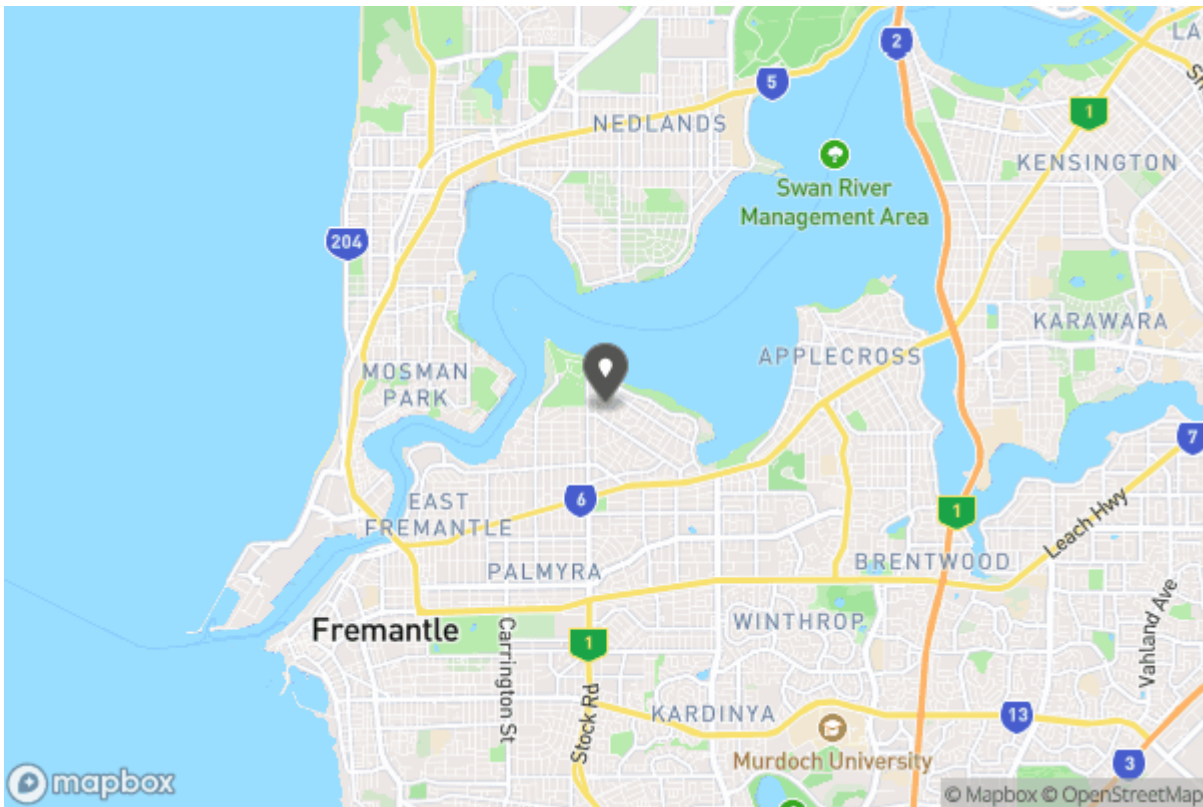 2
LA
5
NEDLANDS
1
KENSINGTON
Swan River
Management Area
204
KARAWARA
APPLECROSS
MOSMAN
PARK
7
6
EAST
FREMANTLE
1
Leach Hwy
BRENTWOOD
PALMYRA
WINTHROP
Fremantle
Carrington St
1
Vahland Ave
Stock Rd
KARDINYA
13
Murdoch University
3
mapbox
© Mapbox © OpenStreetMap